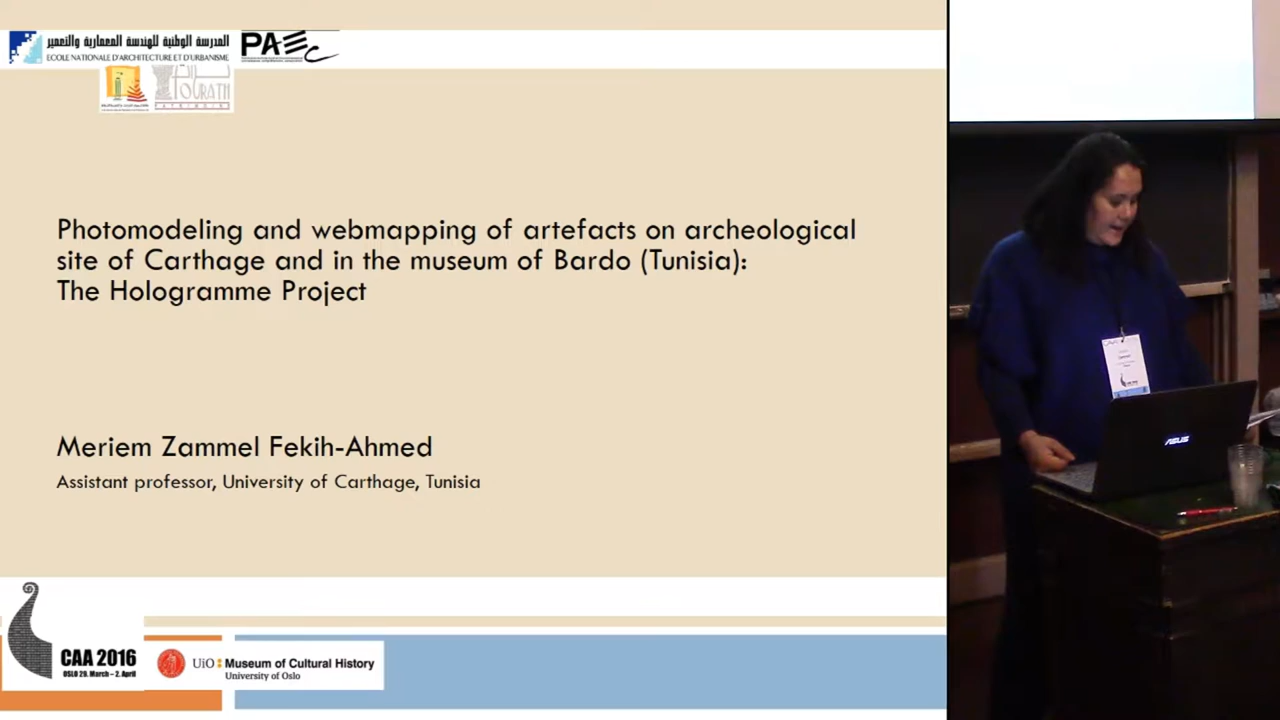 المدرسة الوطنية للهندسة المعمارية والتعمير
ECOLE NATIONALE D'ARCHITECTURE ET D'URBANISME
PAEC
TOURATH
PATRIMOINE
Photomodeling and webmapping of artefacts on archeological
site of Carthage and in the museum of Bardo (Tunisia):
The Hologramme Project
Meriem Zammel Fekih-Ahmed
Assistant professor, University of Carthage, Tunisia
CAA 2016
OSLO 29. March – 2. April
UiO Museum of Cultural History
University of Oslo
ASUS